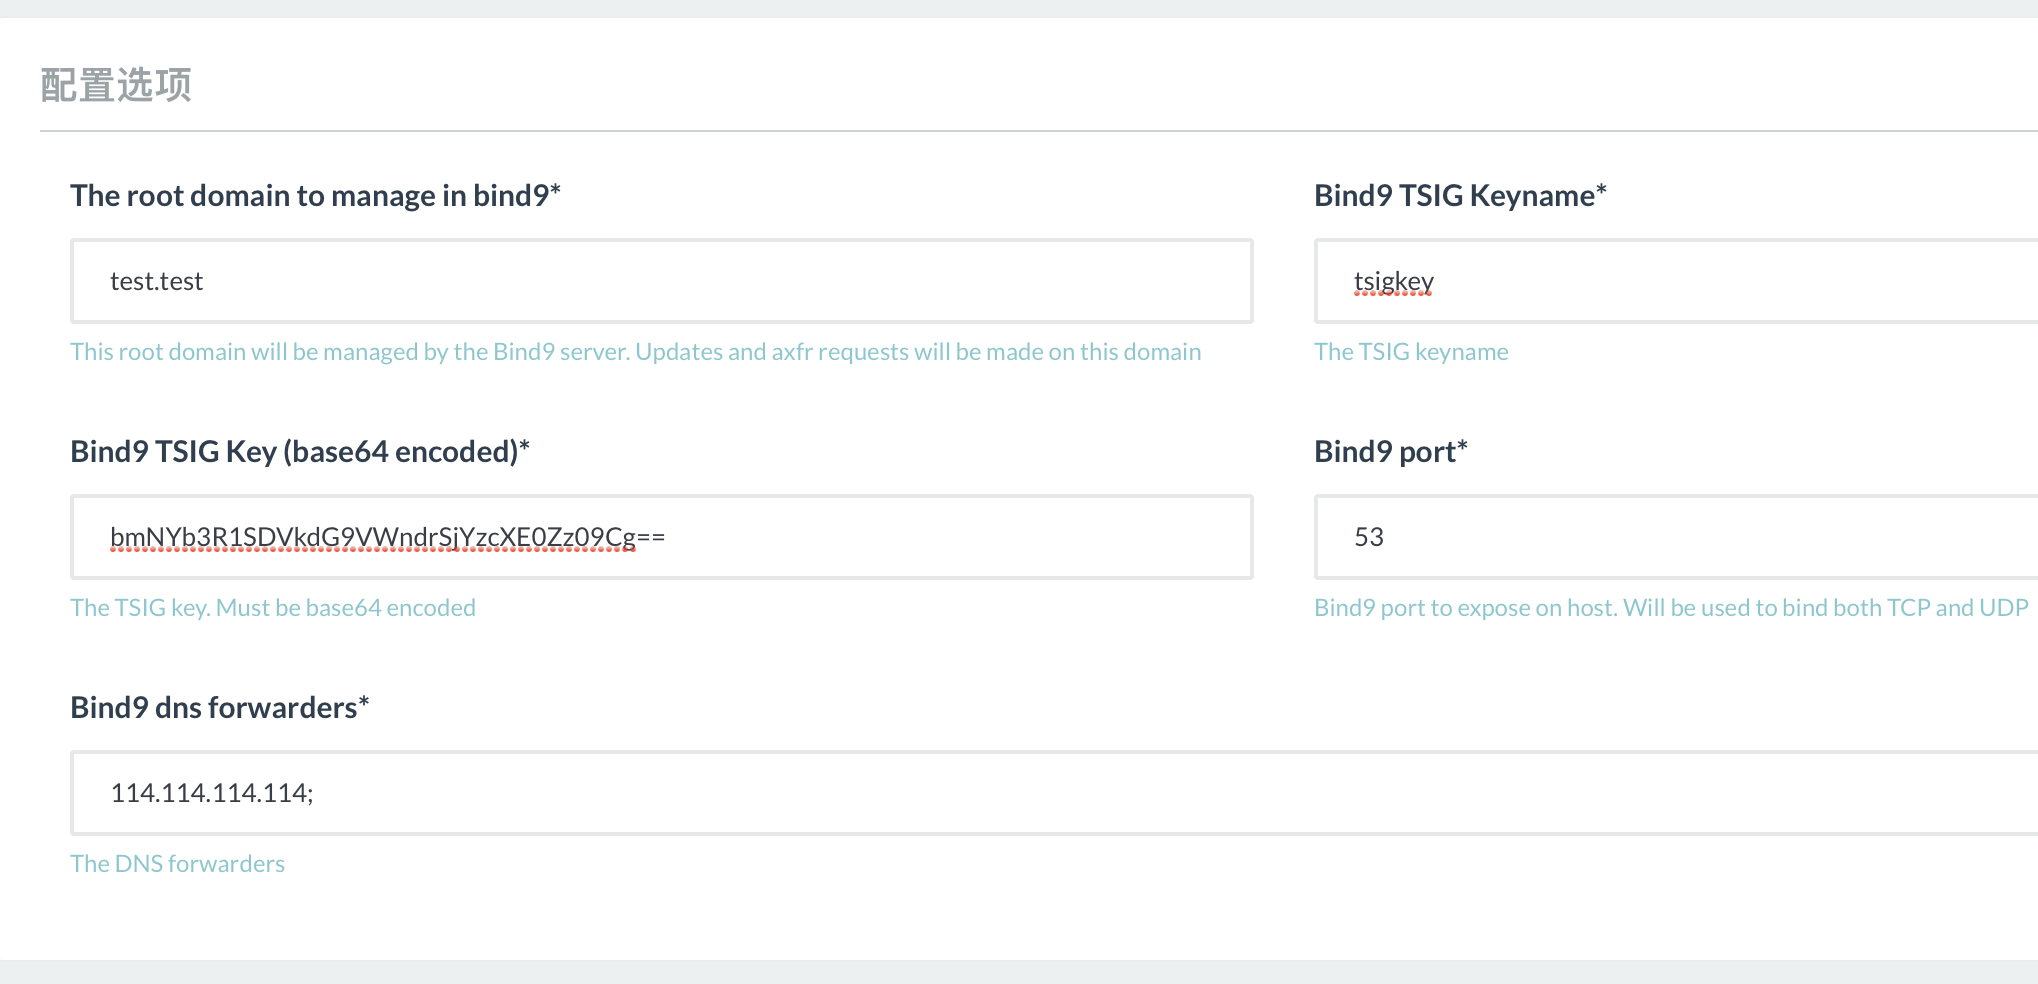 配置选项
The root domain to manage in bind9*
test.test
This root domain will be managed by the Bind9 server. Updates and axfr requests will be made on this domain
Bind9 TSIG Keyname*
tsigkey
The TSIG keyname
Bind9 TSIG Key (base64 encoded)*
bmNYb3R1SDVkdG9VWndrSjYzcXE0Zz09Cg==
The TSIG key. Must be base64 encoded
Bind9 port*
53
Bind9 port to expose on host. Will be used to bind both TCP and UDP
Bind9 dns forwarders*
114.114.114.114;
The DNS forwarders